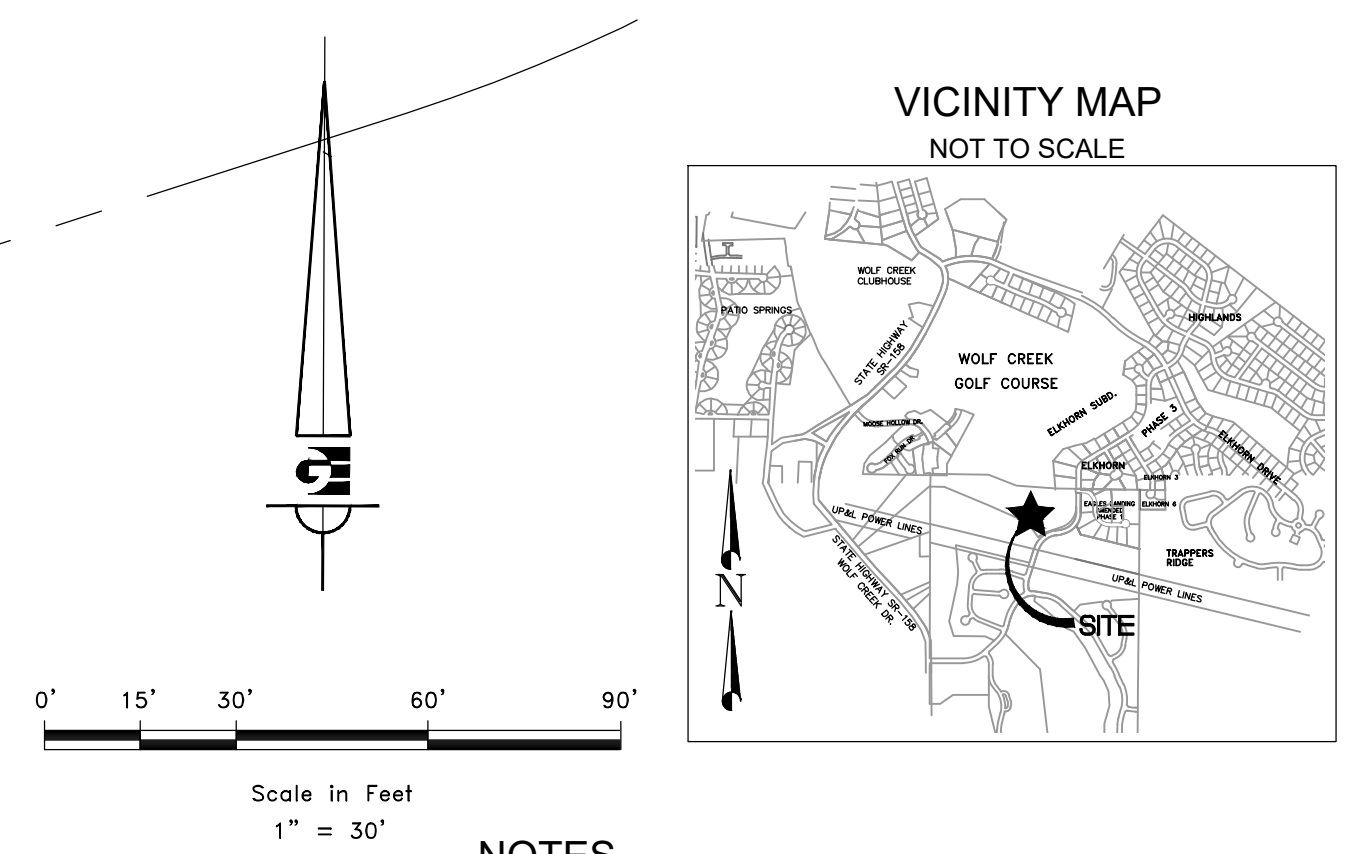 VICINITY MAP
NOT TO SCALE
WOLF CREEK
CLUBHOUSE
PATIO SPRINGS
HIGHLANDS
STATE HIGHWAY
SR-158
WOLF CREEK
GOLF COURSE
ELKHORN SUBD.
PHASE 3
MOOSE HOLLOW DR.
FOX RUN DR.
ELKHORN DRIVE
ELKHORN
ELKHORN 3
EAGLES LANDING
AMENDED
PHASE 1
ELKHORN 6
UP&L POWER LINES
STATE HIGHWAY SR-158
WOLF CREEK DR.
TRAPPERS
RIDGE
UP&L POWER LINES
N
SITE
0' 15' 30' 60' 90'
Scale in Feet
1" = 30'
NOTES